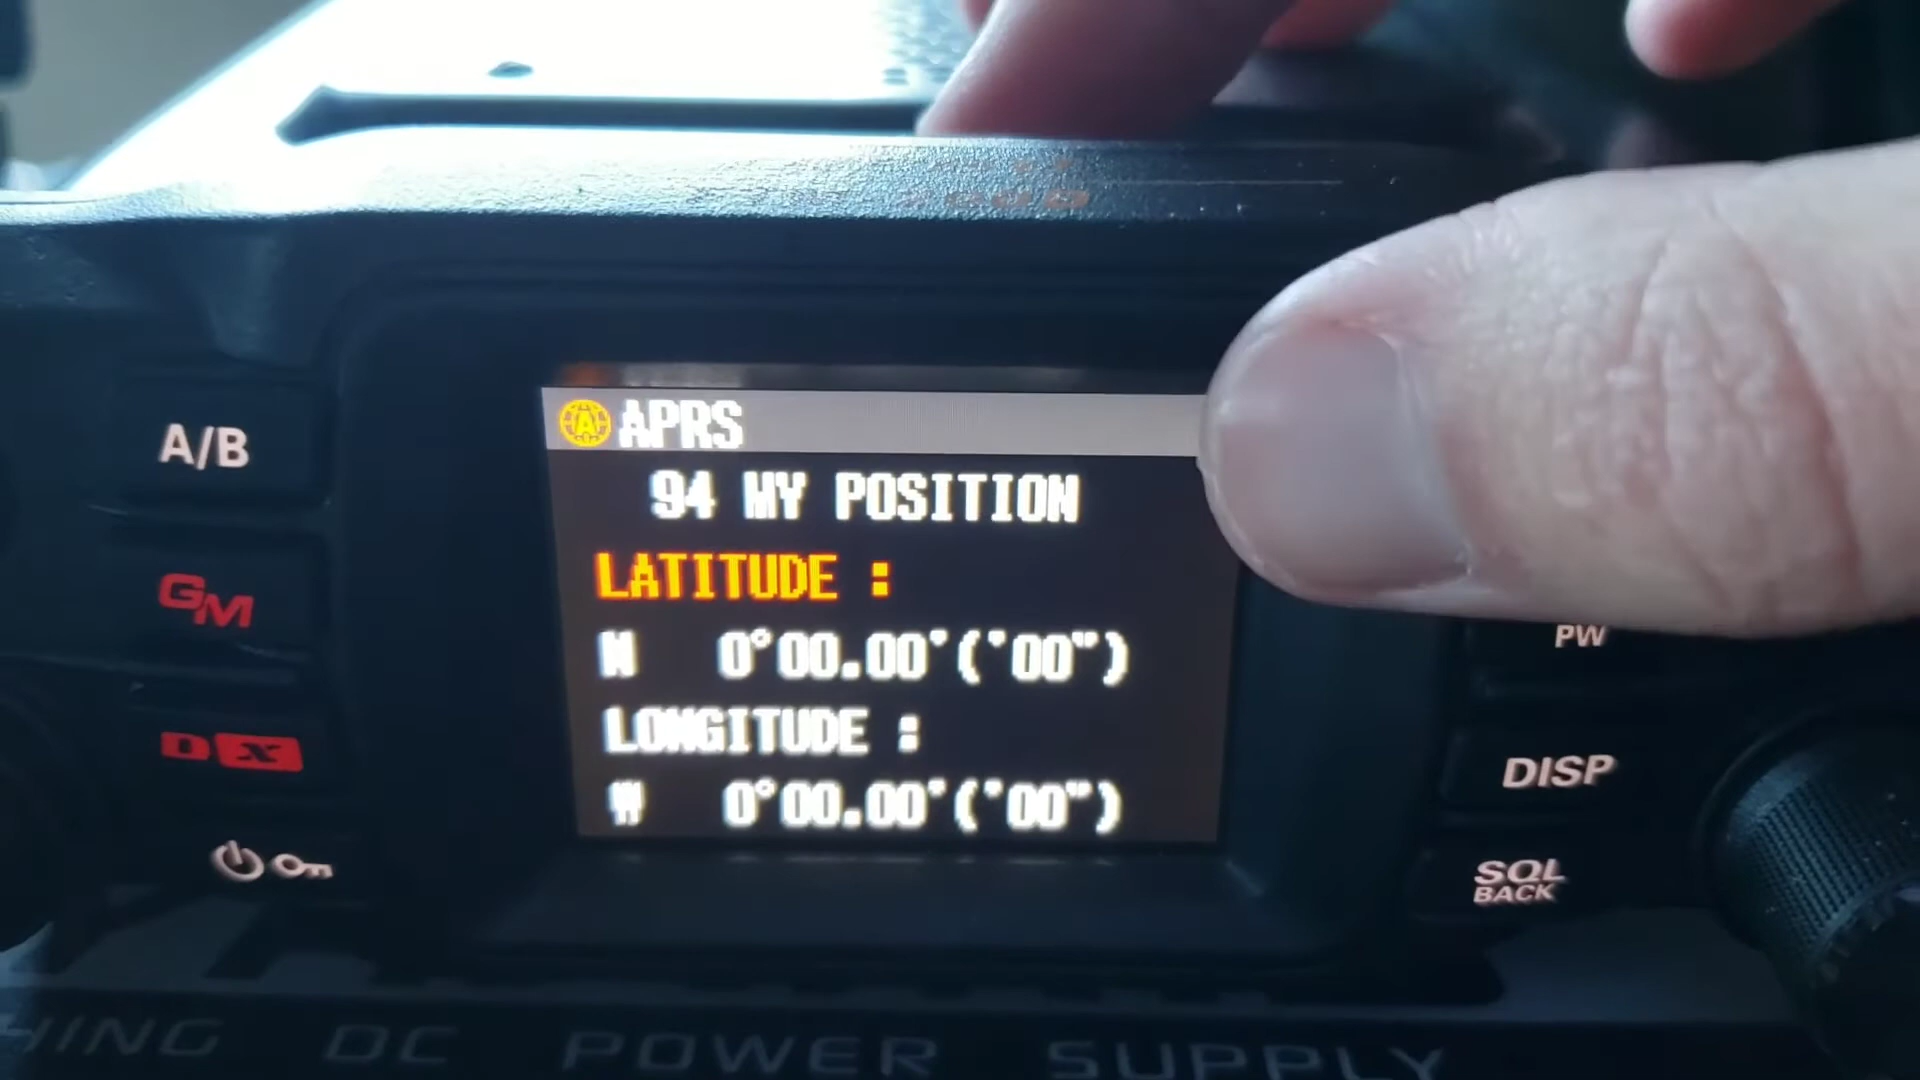 APRS
94 MY POSITION
LATITUDE :
N 0°00.00'('00")
LONGITUDE :
W 0°00.00'('00")
A/B
GM
DX
PW
DISP
SQL
BACK
HING DC POWER SUPPLY